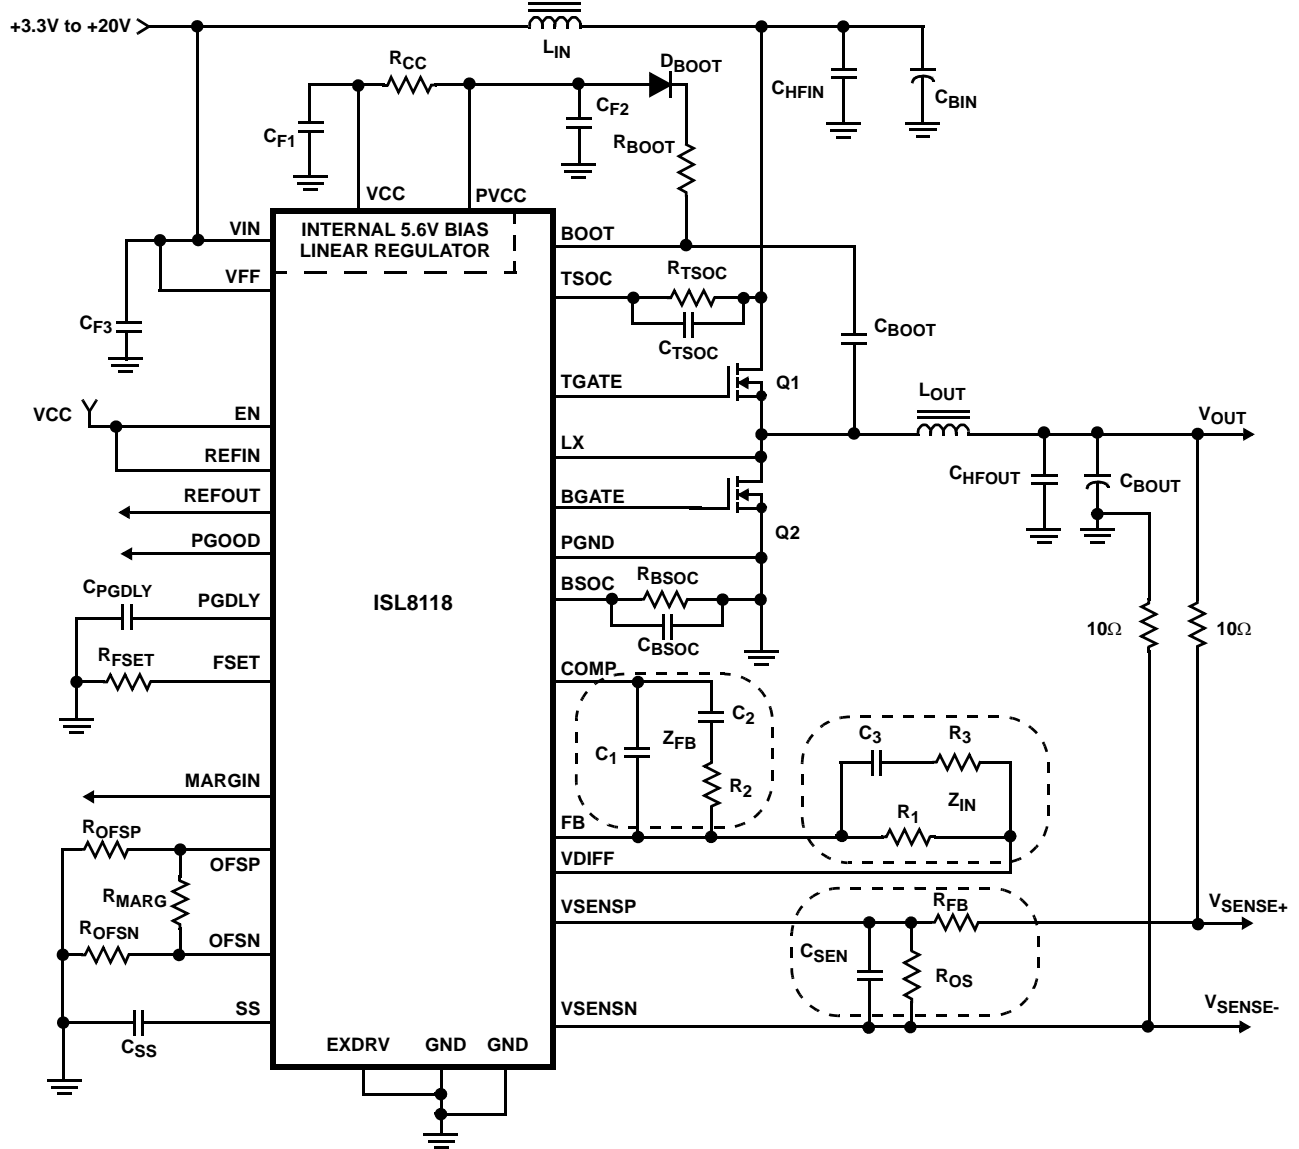 +3.3V to +20V
LIN
RCC
DBOOT
CHFIN
CBIN
CF1
CF2
RBOOT
VCC
PVCC
VIN
INTERNAL 5.6V BIAS
LINEAR REGULATOR
BOOT
VFF
TSOC
RTSOC
CF3
CTSOC
CBOOT
TGATE
Q1
LOUT
VCC
EN
VOUT
REFIN
LX
CHFOUT
CBOUT
REFOUT
BGATE
Q2
PGOOD
PGND
CPGDLY
PGDLY
BSOC
RBSOC
ISL8118
CBSOC
10Ω
10Ω
RFSET
FSET
COMP
C1
ZFB
C2
R2
C3
R3
ZIN
R1
MARGIN
FB
ROFSP
OFSP
VDIFF
RMARG
VSENSP
RFB
VSENSE+
ROFSN
OFSN
CSEN
ROS
SS
VSENSN
VSENSE-
CSS
EXDRV
GND
GND